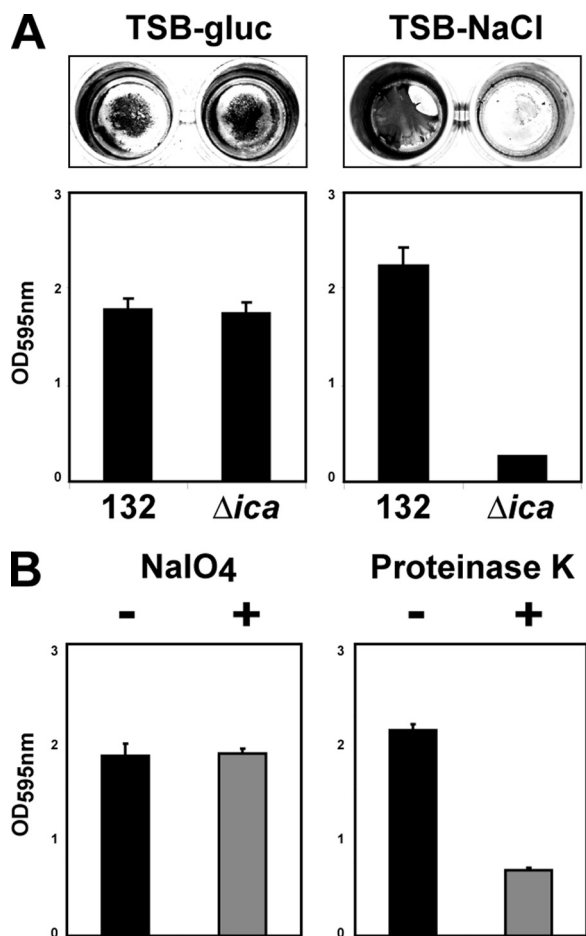 A
TSB-gluc TSB-NaCl
3 3
2 2
1 1
0 0
OD595nm
132 Δica 132 Δica
B
NaIO4 Proteinase K
- + - +
3 3
2 2
1 1
0 0
OD595nm